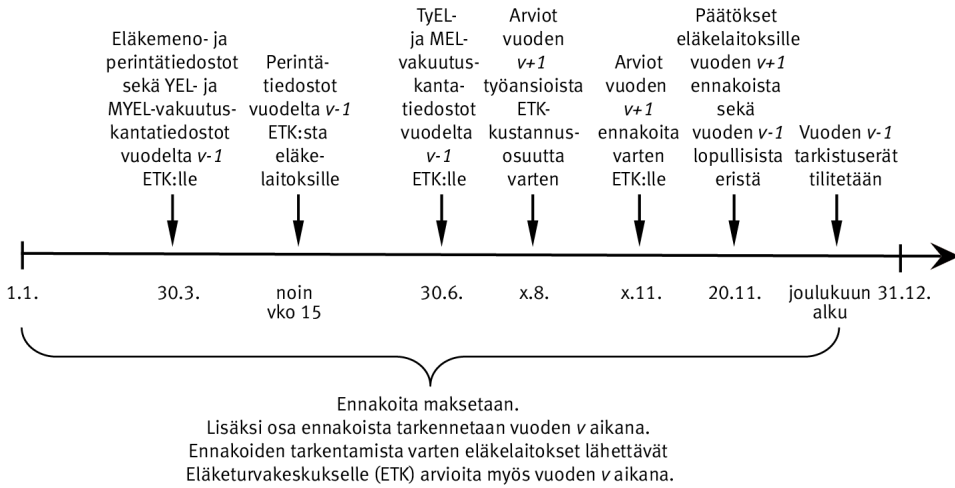 Eläkemeno- ja
perintätiedostot
sekä YEL- ja
MYEL-vakuutus-
kantatiedostot
vuodelta v-1
ETK:lle
Perintä-
tiedostot
vuodelta v-1
ETK:sta
eläke-
laitoksille
TyEL-
ja MEL-
vakuutus-
kanta-
tiedostot
vuodelta
v-1
ETK:lle
Arviot
vuoden
v+1
työansioista
ETK-
kustannus-
osuutta
varten
Arviot
vuoden
v+1
ennakoita
varten
ETK:lle
Päätökset
eläkelaitoksille
vuoden v+1
ennakoista
sekä
vuoden v-1
lopullisista
eristä
Vuoden v-1
tarkistuserät
tilitetään
1.1.
30.3.
noin
vko 15
30.6.
x.8.
x.11.
20.11.
joulukuun
alku
31.12.
Ennakoita maksetaan.
Lisäksi osa ennakoista tarkennetaan vuoden v aikana.
Ennakoiden tarkentamista varten eläkelaitokset lähettävät
Eläketurvakeskukselle (ETK) arvioita myös vuoden v aikana.